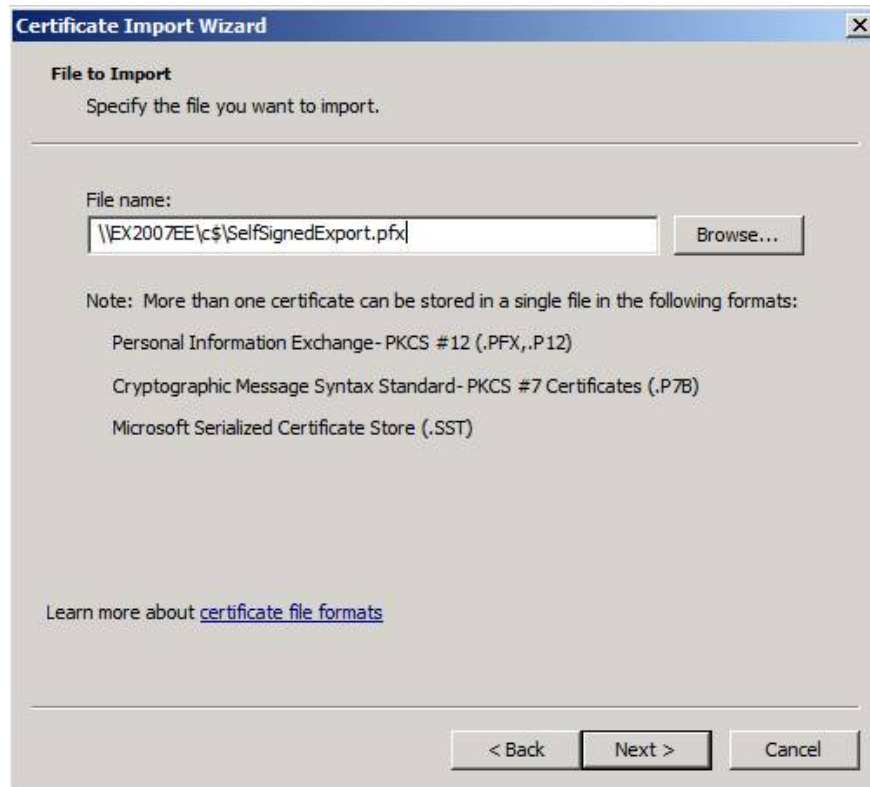 Certificate Import Wizard
File to Import
Specify the file you want to import.
File name:
\\EX2007EE\c$\SelfSignedExport.pfx
Browse...
Note: More than one certificate can be stored in a single file in the following formats:
Personal Information Exchange- PKCS #12 (.PFX,.P12)
Cryptographic Message Syntax Standard- PKCS #7 Certificates (.P7B)
Microsoft Serialized Certificate Store (.SST)
Learn more about certificate file formats
< Back
Next >
Cancel